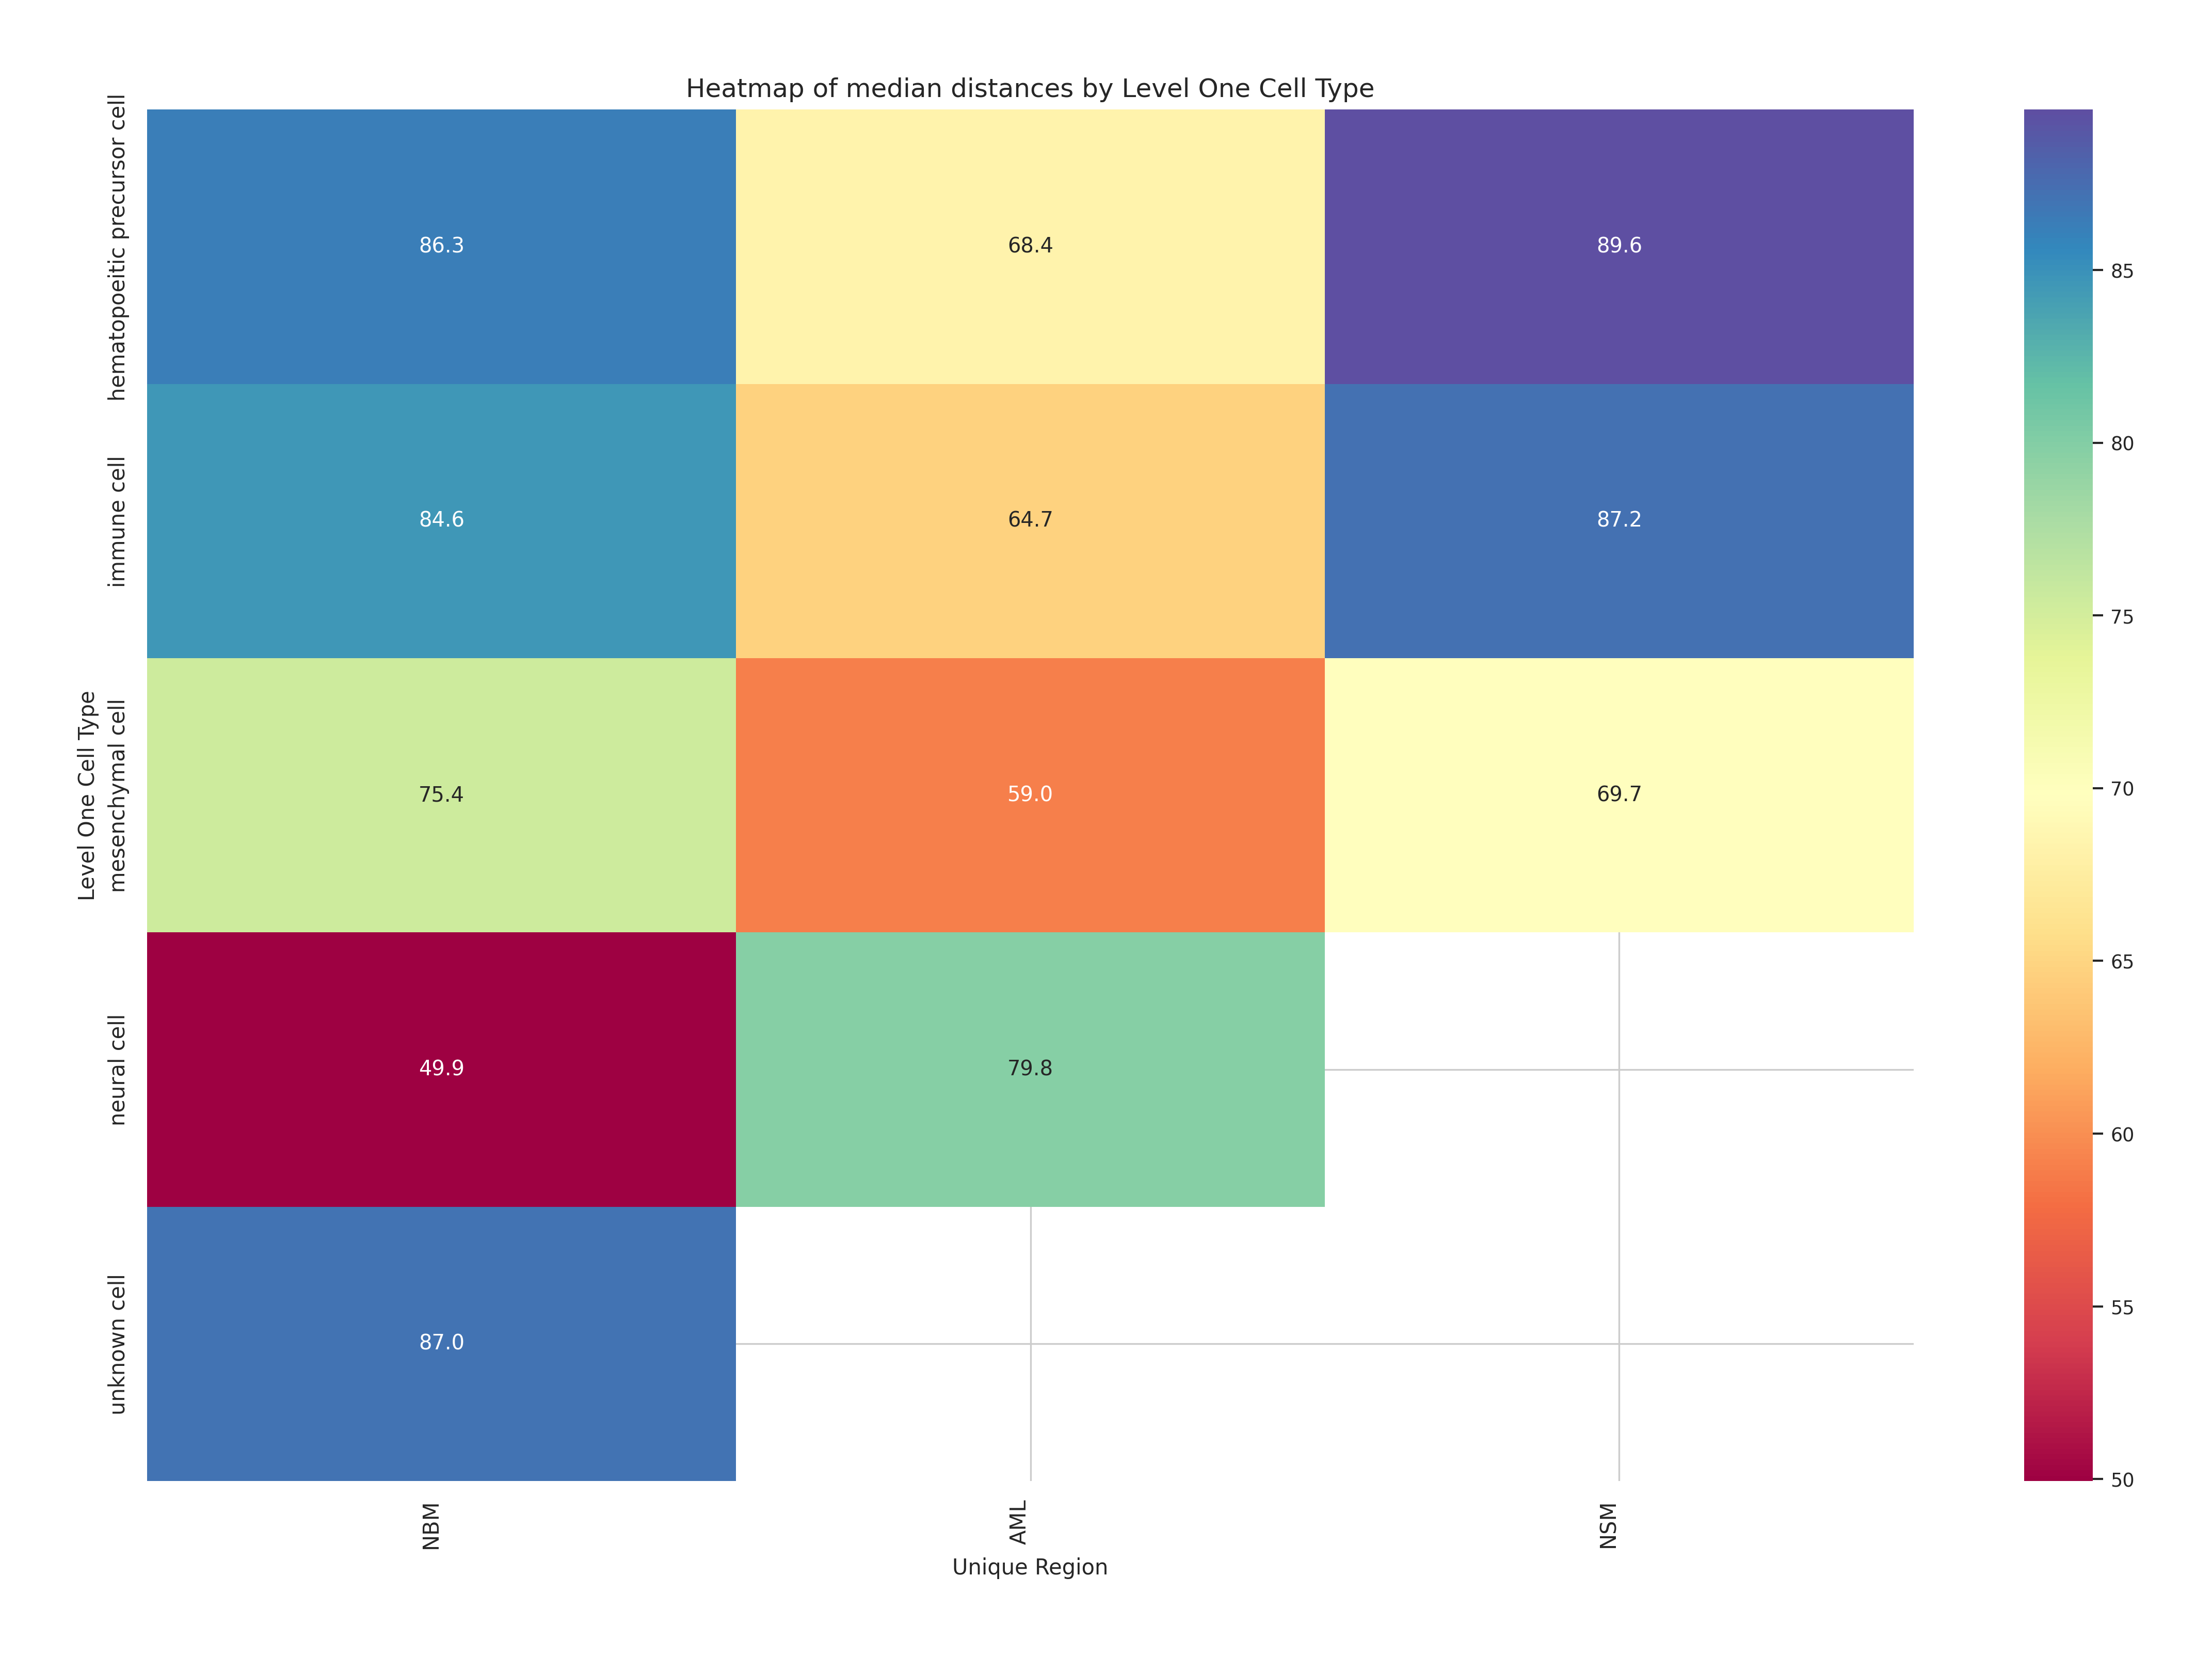 Heatmap of median distances by Level One Cell Type
Level One Cell Type
hematopoeitic precursor cell
86.3
68.4
89.6
immune cell
84.6
64.7
87.2
mesenchymal cell
75.4
59.0
69.7
neural cell
49.9
79.8
unknown cell
87.0
NBM
AML
NSM
Unique Region
85
80
75
70
65
60
55
50